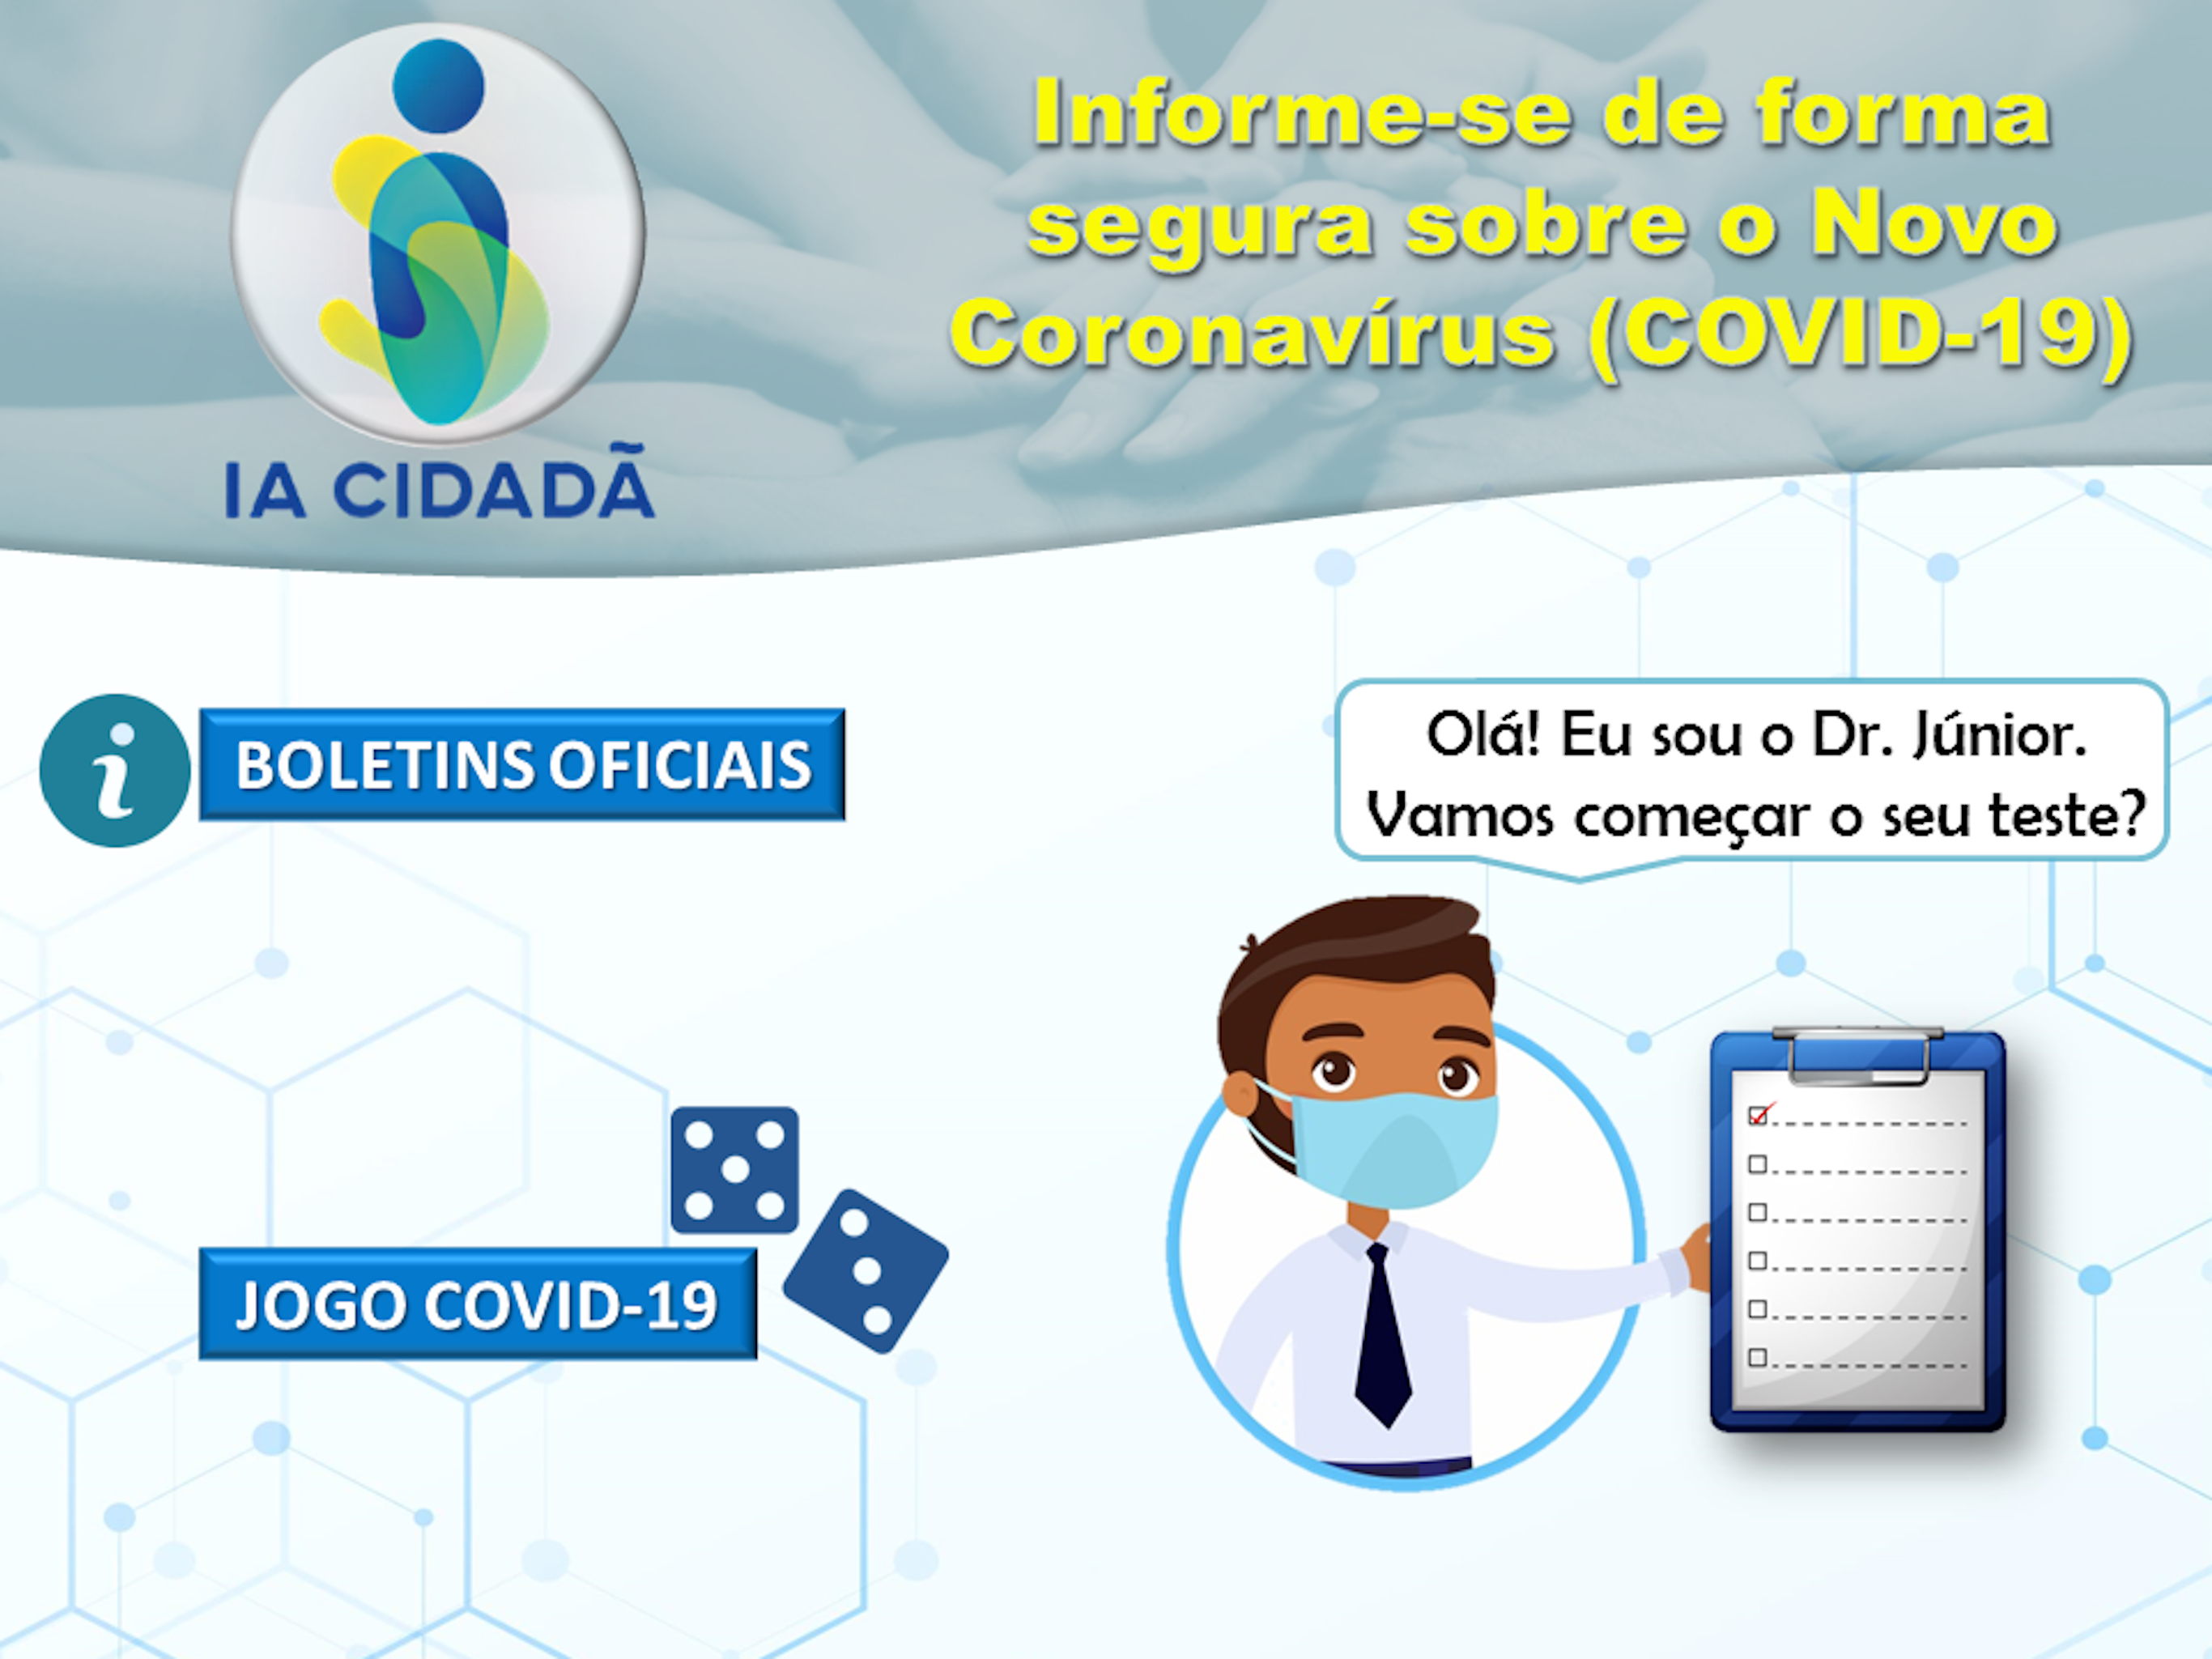 Informe-se de forma
segura sobre o Novo
Coronavírus (COVID-19)
IA CIDADÃ
i
BOLETINS OFICIAIS
Olá! Eu sou o Dr. Júnior.
Vamos começar o seu teste?
JOGO COVID-19